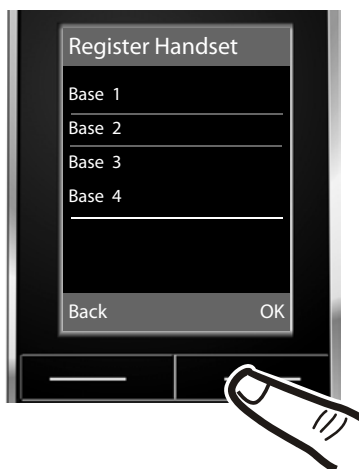 Register Handset
Base 1
Base 2
Base 3
Base 4
Back OK